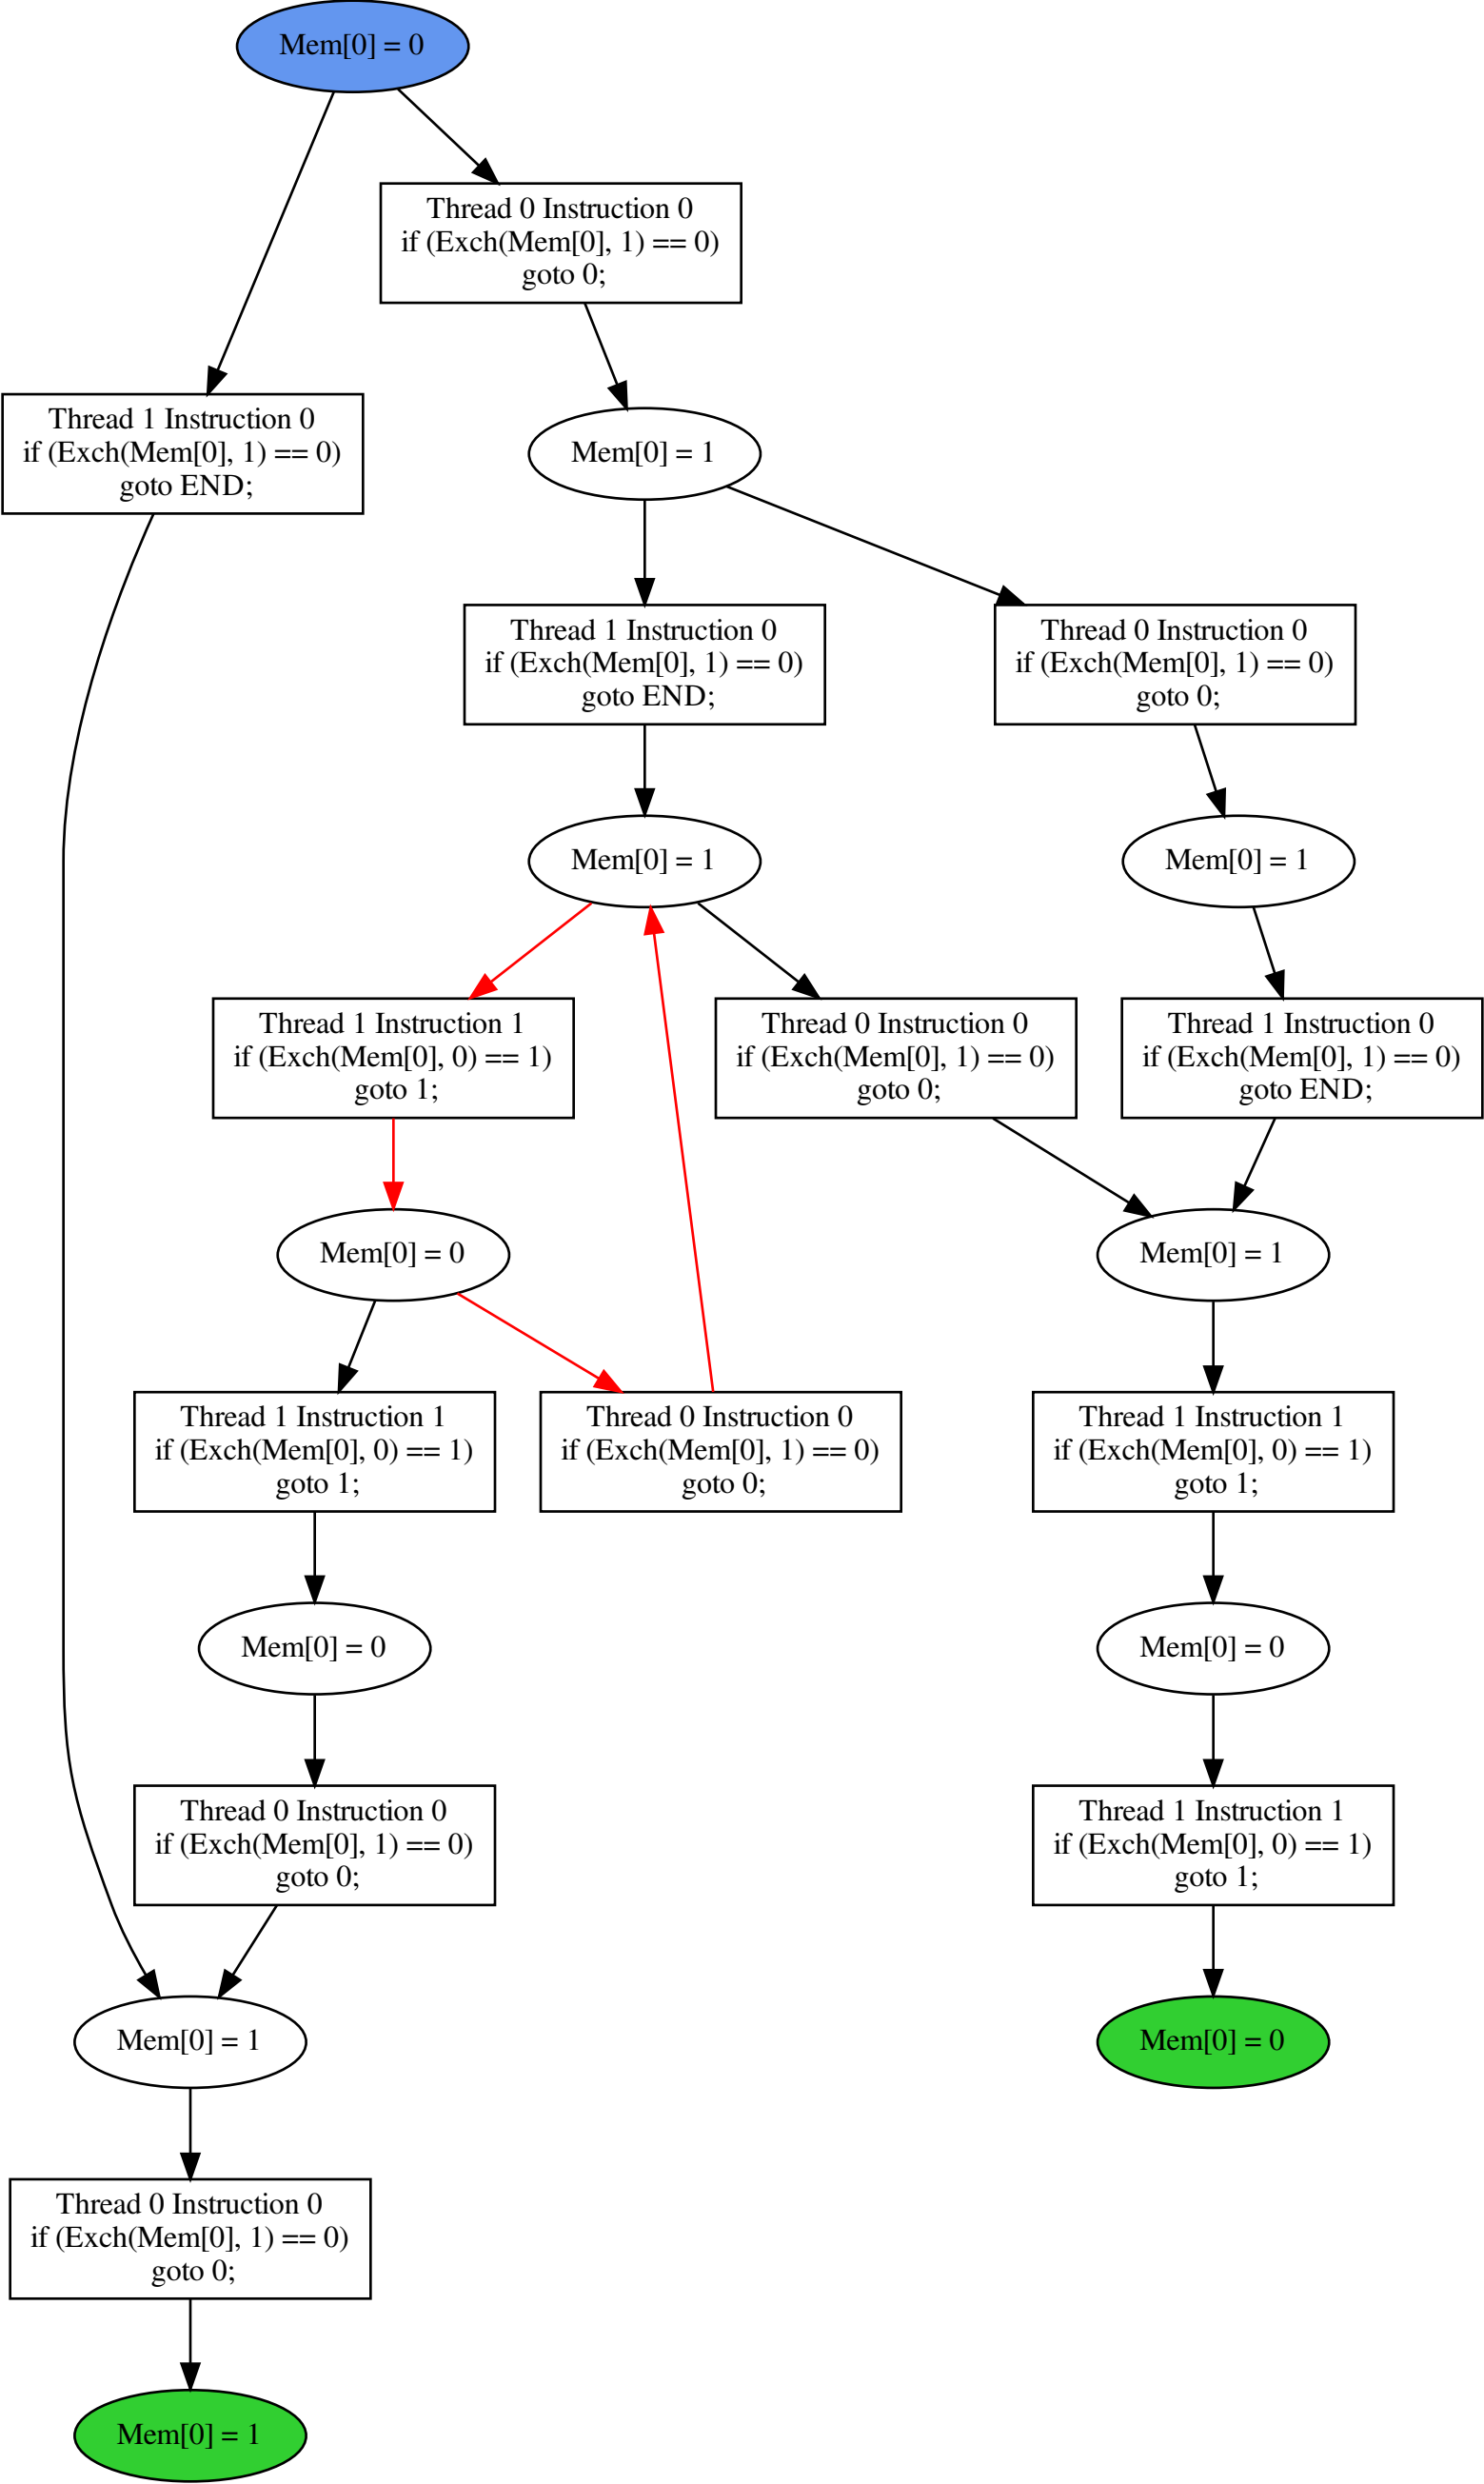 Mem[0] = 0
Thread 0 Instruction 0
if (Exch(Mem[0], 1) == 0)
goto 0;
Thread 1 Instruction 0
if (Exch(Mem[0], 1) == 0)
goto END;
Mem[0] = 1
Thread 1 Instruction 0
if (Exch(Mem[0], 1) == 0)
goto END;
Thread 0 Instruction 0
if (Exch(Mem[0], 1) == 0)
goto 0;
Mem[0] = 1
Mem[0] = 1
Thread 1 Instruction 1
if (Exch(Mem[0], 0) == 1)
goto 1;
Thread 0 Instruction 0
if (Exch(Mem[0], 1) == 0)
goto 0;
Thread 1 Instruction 0
if (Exch(Mem[0], 1) == 0)
goto END;
Mem[0] = 0
Mem[0] = 1
Thread 1 Instruction 1
if (Exch(Mem[0], 0) == 1)
goto 1;
Thread 0 Instruction 0
if (Exch(Mem[0], 1) == 0)
goto 0;
Thread 1 Instruction 1
if (Exch(Mem[0], 0) == 1)
goto 1;
Mem[0] = 0
Mem[0] = 0
Thread 0 Instruction 0
if (Exch(Mem[0], 1) == 0)
goto 0;
Thread 1 Instruction 1
if (Exch(Mem[0], 0) == 1)
goto 1;
Mem[0] = 1
Mem[0] = 0
Thread 0 Instruction 0
if (Exch(Mem[0], 1) == 0)
goto 0;
Mem[0] = 1